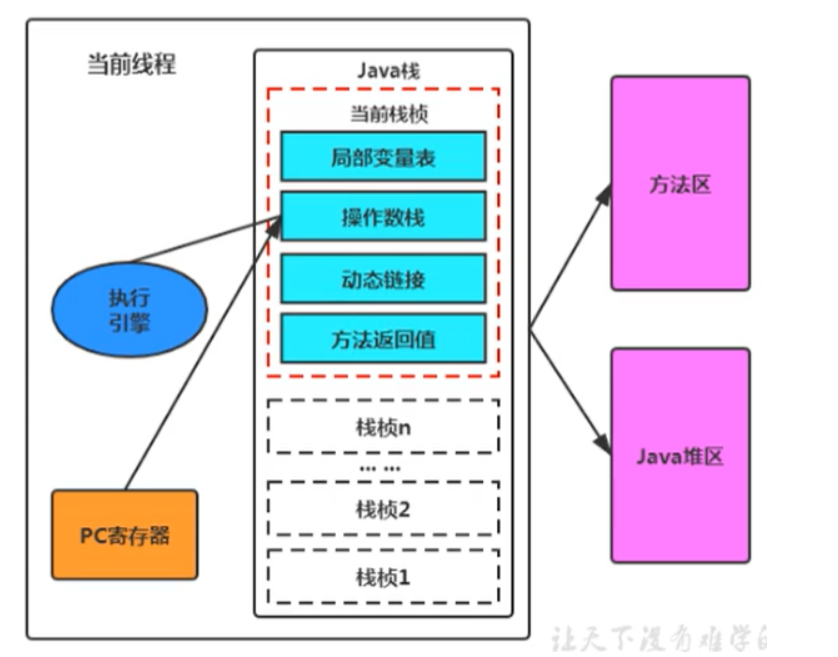 当前线程
Java栈
当前栈桢
局部变量表
操作数栈
动态链接
方法返回值
执行
引擎
PC寄存器
栈桢n
... ...
栈桢2
栈桢1
方法区
Java堆区
让天下没有难学的